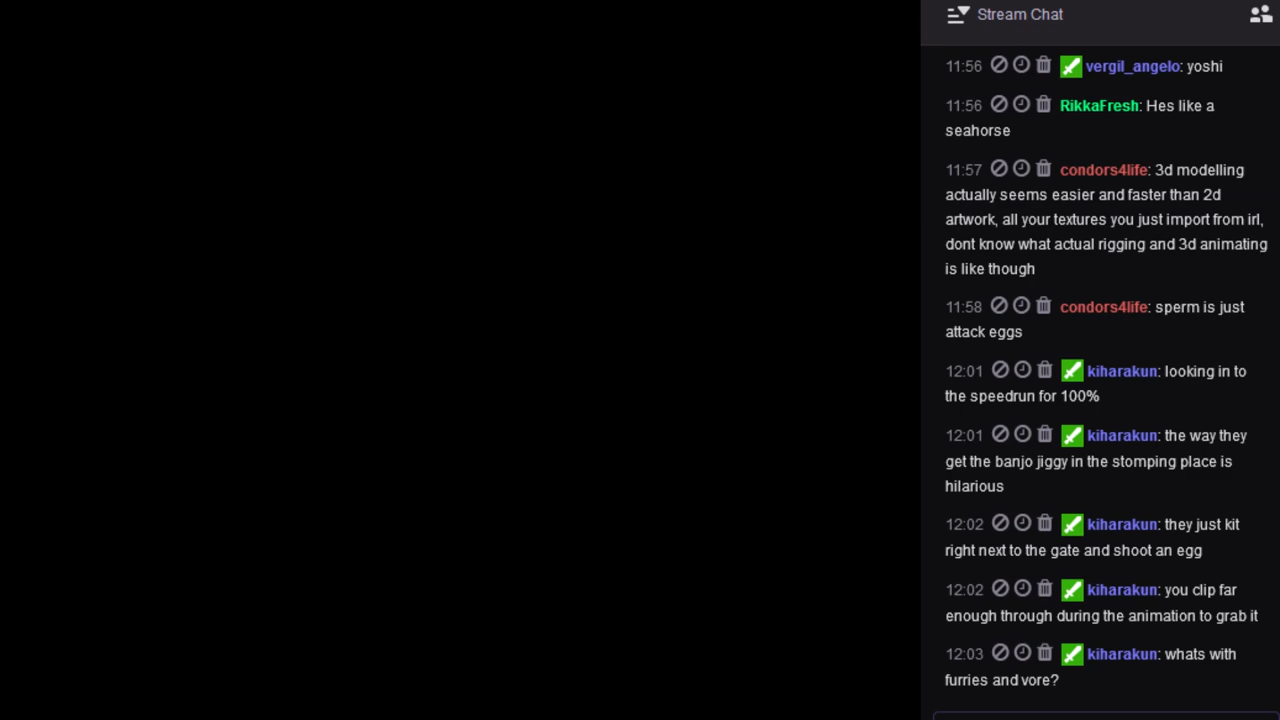 Stream Chat
11:56 vergil_angelo: yoshi
11:56 RikkaFresh: Hes like a
seahorse
11:57 condors4life: 3d modelling
actually seems easier and faster than 2d
artwork, all your textures you just import from irl,
dont know what actual rigging and 3d animating
is like though
11:58 condors4life: sperm is just
attack eggs
12:01 kiharakun: looking in to
the speedrun for 100%
12:01 kiharakun: the way they
get the banjo jiggy in the stomping place is
hilarious
12:02 kiharakun: they just kit
right next to the gate and shoot an egg
12:02 kiharakun: you clip far
enough through during the animation to grab it
12:03 kiharakun: whats with
furries and vore?